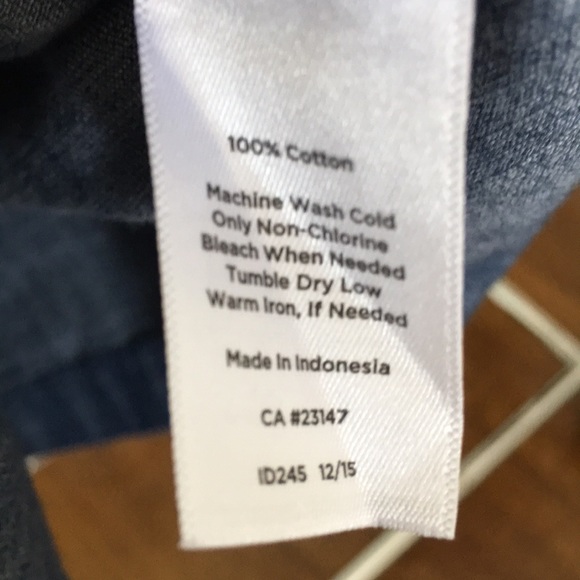 100% Cotton
Machine Wash Cold
Only Non-Chlorine
Bleach When Needed
Tumble Dry Low
Warm Iron, If Needed
Made In Indonesia
CA #23147
ID245 12/15